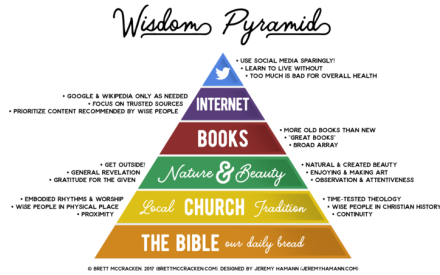 Wisdom Pyramid
• USE SOCIAL MEDIA SPARINGLY!
• LEARN TO LIVE WITHOUT
• TOO MUCH IS BAD FOR OVERALL HEALTH
• GOOGLE & WIKIPEDIA ONLY AS NEEDED
• FOCUS ON TRUSTED SOURCES
• PRIORITIZE CONTENT RECOMMENDED BY WISE PEOPLE
INTERNET
BOOKS
• MORE OLD BOOKS THAN NEW
• 'GREAT BOOKS'
• BROAD ARRAY
• GET OUTSIDE!
• GENERAL REVELATION
• GRATITUDE FOR THE GIVEN
Nature & Beauty
• NATURAL & CREATED BEAUTY
• ENJOYING & MAKING ART
• OBSERVATION & ATTENTIVENESS
• EMBODIED RHYTHMS & WORSHIP
• WISE PEOPLE IN PHYSICAL PLACE
• PROXIMITY
Local CHURCH Tradition
• TIME-TESTED THEOLOGY
• WISE PEOPLE IN CHRISTIAN HISTORY
• CONTINUITY
THE BIBLE our daily bread
© BRETT MCCRACKEN, 2017 (BRETTMCCRACKEN.COM). DESIGNED BY JEREMY HAMANN (JEREMYHAMANN.COM)